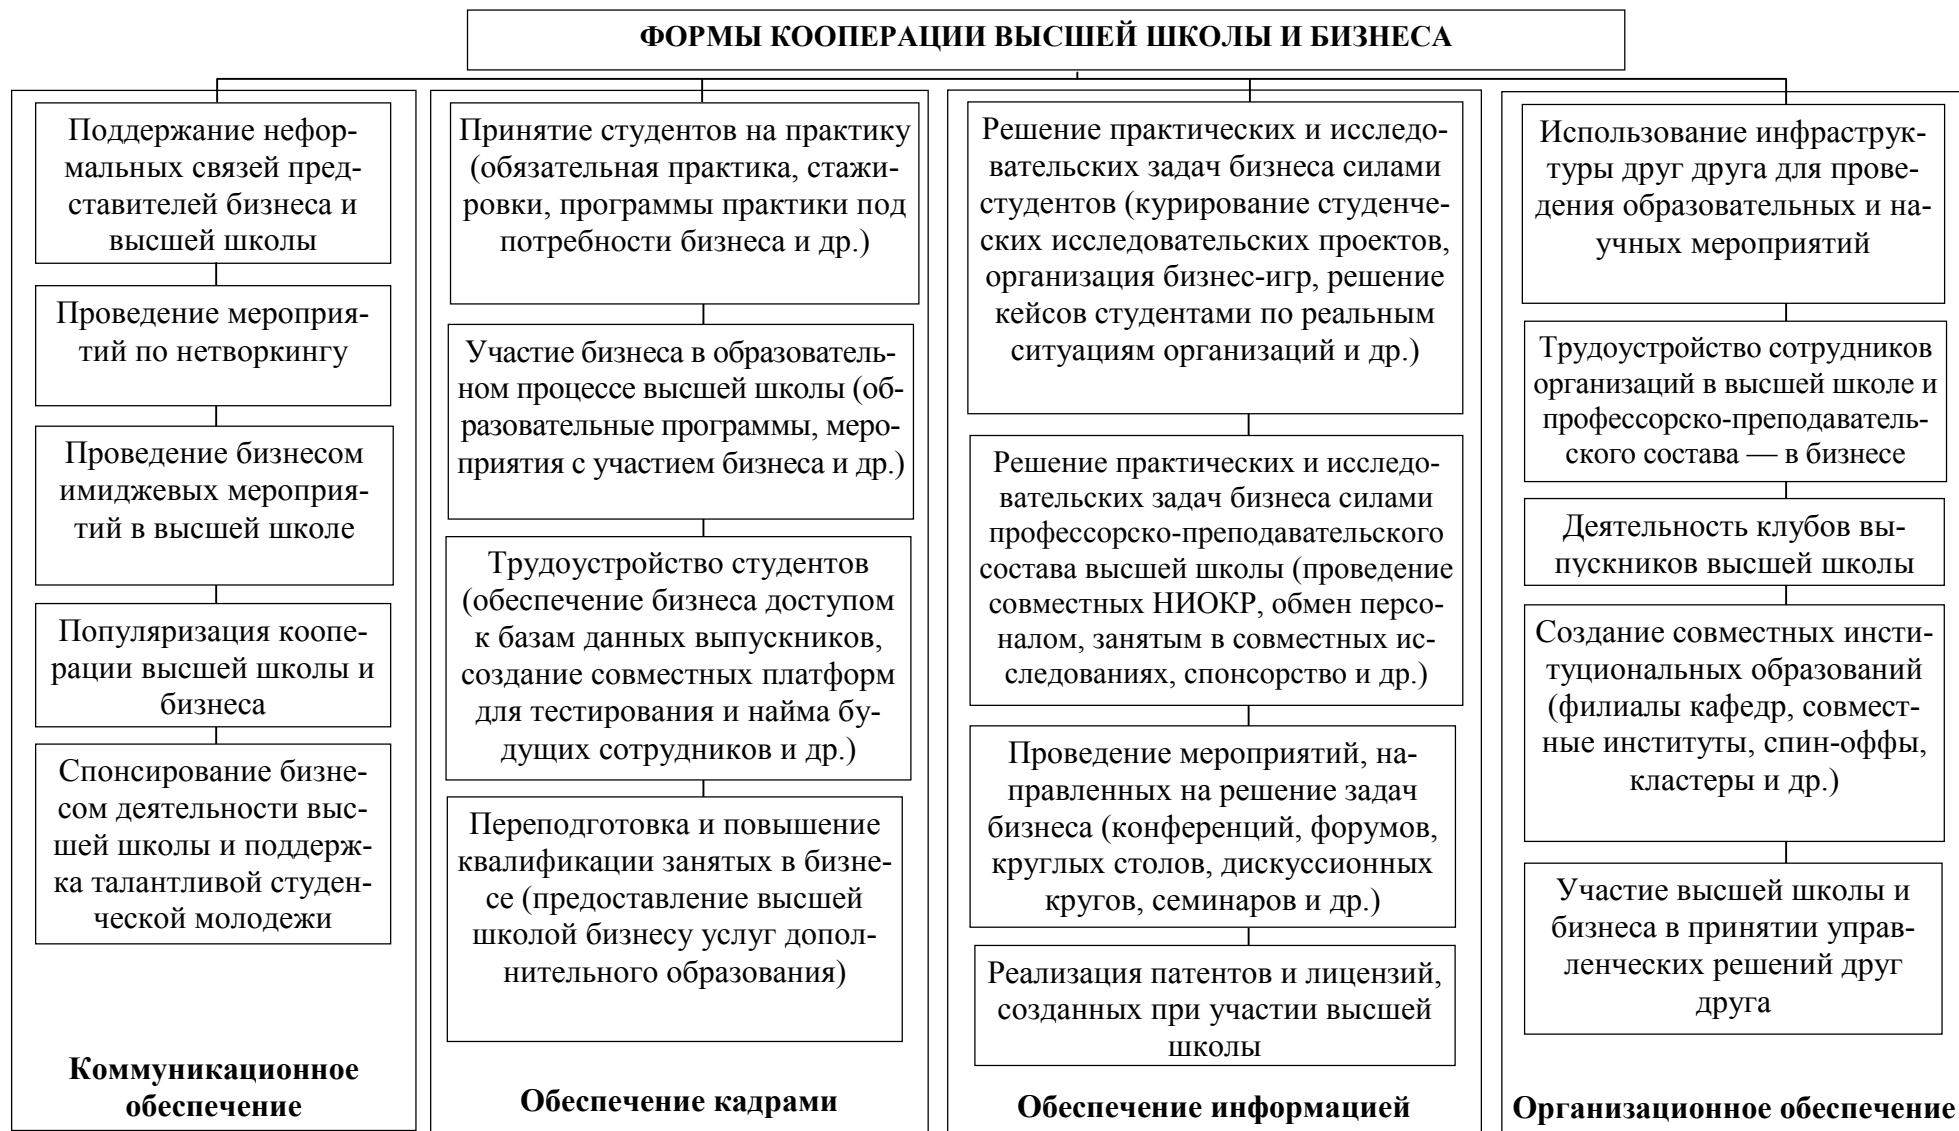 ФОРМЫ КООПЕРАЦИИ ВЫСШЕЙ ШКОЛЫ И БИЗНЕСА
Поддержание нефор-
мальных связей пред-
ставителей бизнеса и
высшей школы
Проведение мероприя-
тий по нетворкингу
Проведение бизнесом
имиджевых мероприя-
тий в высшей школе
Популяризация коопе-
рации высшей школы и
бизнеса
Спонсирование бизне-
сом деятельности выс-
шей школы и поддерж-
ка талантливой студен-
ческой молодежи
Коммуникационное
обеспечение
Принятие студентов на практику
(обязательная практика, стажи-
ровки, программы практики под
потребности бизнеса и др.)
Участие бизнеса в образователь-
ном процессе высшей школы (об-
разовательные программы, меро-
приятия с участием бизнеса и др.)
Трудоустройство студентов
(обеспечение бизнеса доступом
к базам данных выпускников,
создание совместных платформ
для тестирования и найма бу-
дущих сотрудников и др.)
Переподготовка и повышение
квалификации занятых в бизне-
се (предоставление высшей
школой бизнесу услуг допол-
нительного образования)
Обеспечение кадрами
Решение практических и исследо-
вательских задач бизнеса силами
студентов (курирование студенче-
ских исследовательских проектов,
организация бизнес-игр, решение
кейсов студентами по реальным
ситуациям организаций и др.)
Решение практических и исследо-
вательских задач бизнеса силами
профессорско-преподавательского
состава высшей школы (проведение
совместных НИОКР, обмен персо-
налом, занятым в совместных ис-
следованиях, спонсорство и др.)
Проведение мероприятий, на-
правленных на решение задач
бизнеса (конференций, форумов,
круглых столов, дискуссионных
кругов, семинаров и др.)
Реализация патентов и лицензий,
созданных при участии высшей
школы
Обеспечение информацией
Использование инфраструк-
туры друг друга для прове-
дения образовательных и на-
учных мероприятий
Трудоустройство сотрудников
организаций в высшей школе и
профессорско-преподаватель-
ского состава — в бизнесе
Деятельность клубов вы-
пускников высшей школы
Создание совместных инсти-
туциональных образований
(филиалы кафедр, совмест-
ные институты, спин-оффы,
кластеры и др.)
Участие высшей школы и
бизнеса в принятии управ-
ленческих решений друг
друга
Организационное обеспечение